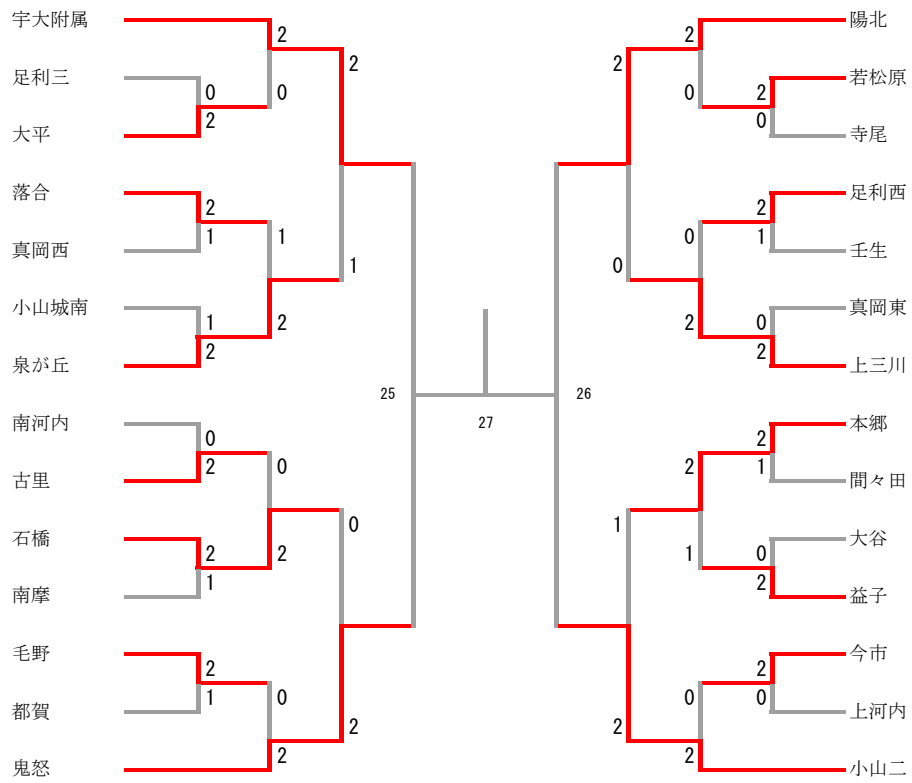 宇大附属
足利三
大平
落合
真岡西
小山城南
泉が丘
南河内
古里
石橋
南摩
毛野
都賀
鬼怒
2
0
0
2
2
1
1
2
1
2
0
2
0
2
2
1
2
1
0
2
2
1
0
2
25
27
26
2
0
2
0
2
0
2
1
0
2
0
2
2
1
2
1
0
2
1
2
2
0
0
2
陽北
若松原
寺尾
足利西
壬生
真岡東
上三川
本郷
間々田
大谷
益子
今市
上河内
小山二